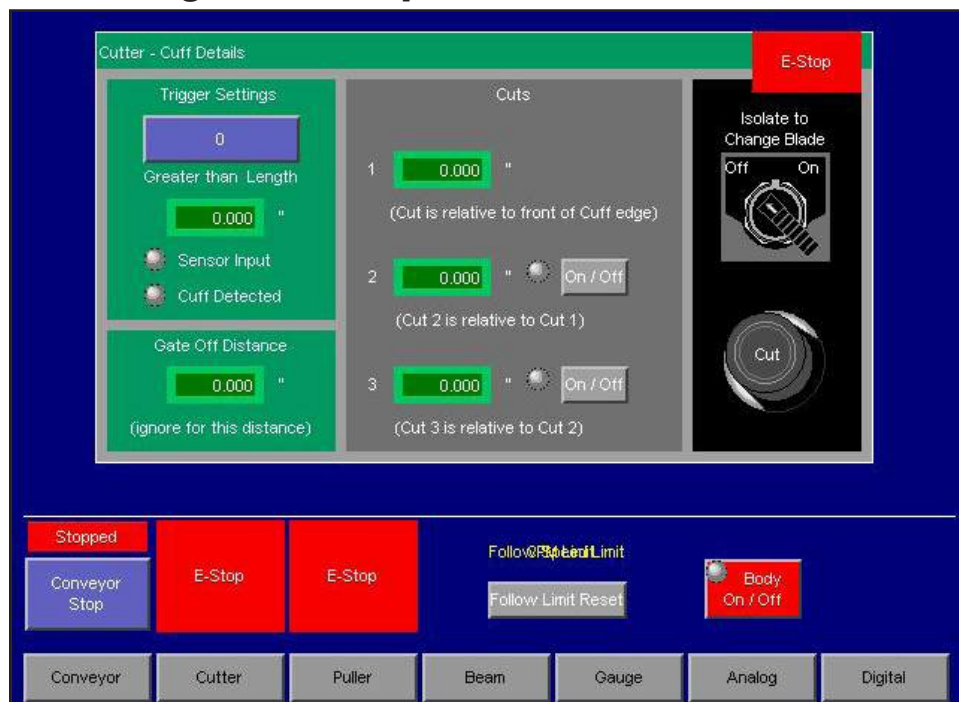 Cutter - Cuff Details
E-Stop
Trigger Settings
0
Greater than Length
0.000 "
Sensor Input
Cuff Detected
Gate Off Distance
0.000 "
(ignore for this distance)
Cuts
1 0.000 "
(Cut is relative to front of Cuff edge)
2 0.000 " On / Off
(Cut 2 is relative to Cut 1)
3 0.000 " On / Off
(Cut 3 is relative to Cut 2)
Isolate to
Change Blade
Off On
Cut
Stopped
Conveyor
Stop
E-Stop
E-Stop
Follow Limit
Follow Limit Reset
Body
On / Off
Conveyor
Cutter
Puller
Beam
Gauge
Analog
Digital